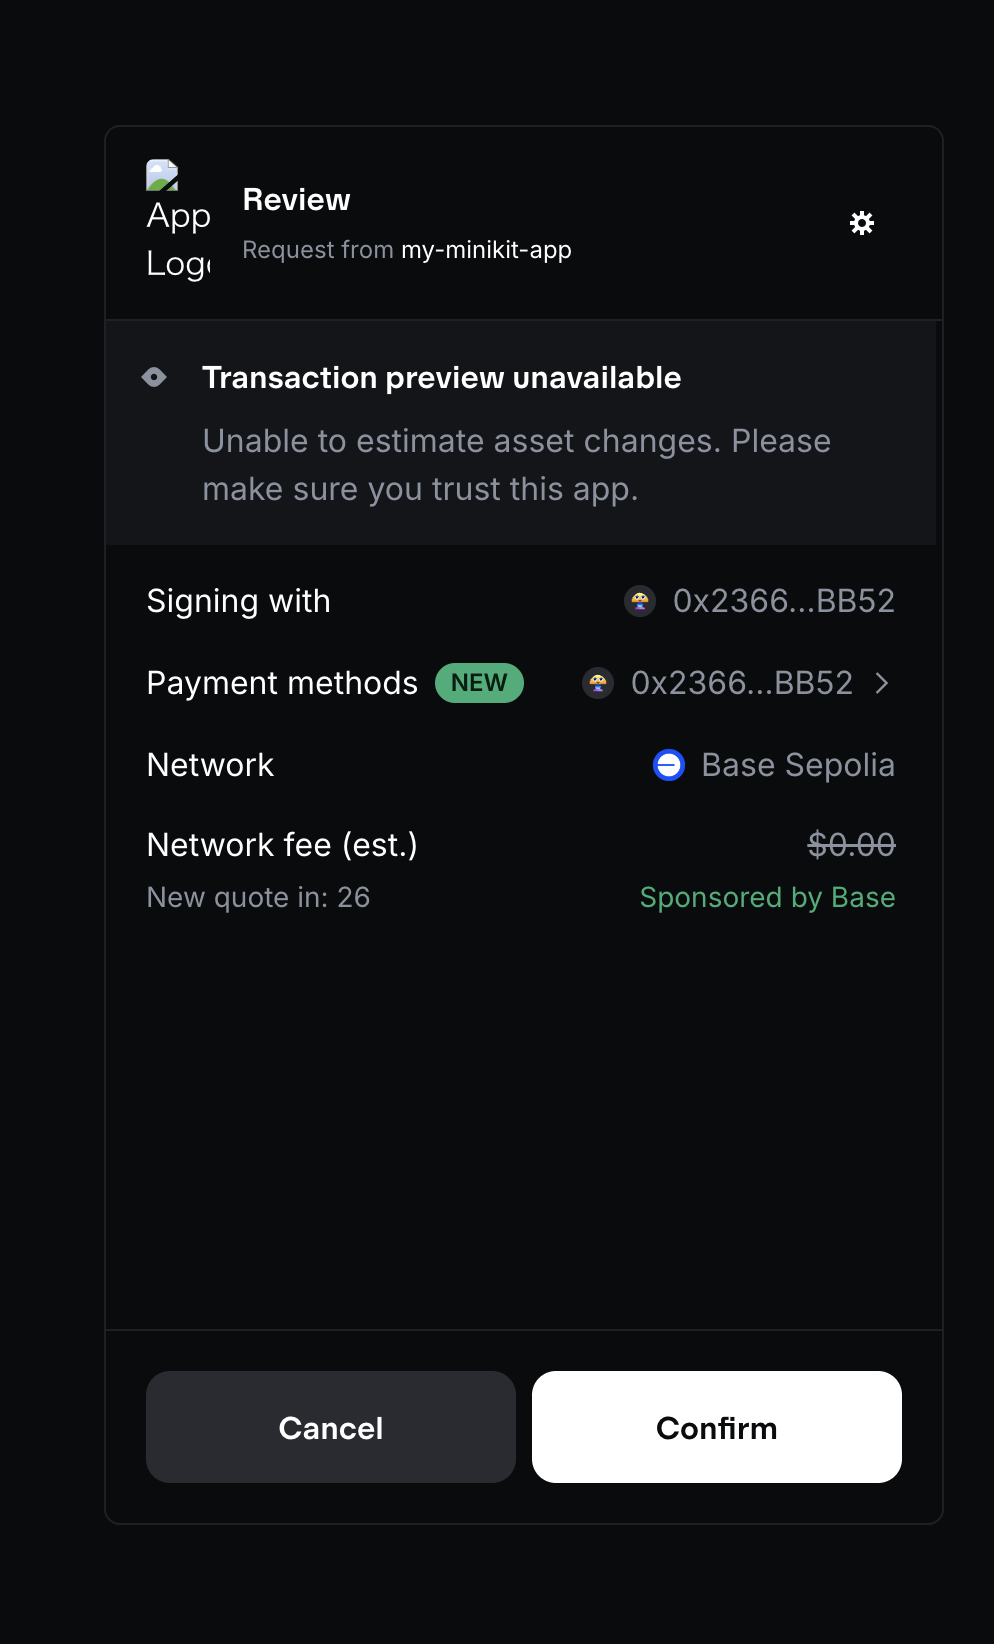 App
Log
Review
Request from my-minikit-app
Transaction preview unavailable
Unable to estimate asset changes. Please
make sure you trust this app.
Signing with 0x2366...BB52
Payment methods NEW 0x2366...BB52
Network Base Sepolia
Network fee (est.) $0.00
New quote in: 26 Sponsored by Base
Cancel Confirm